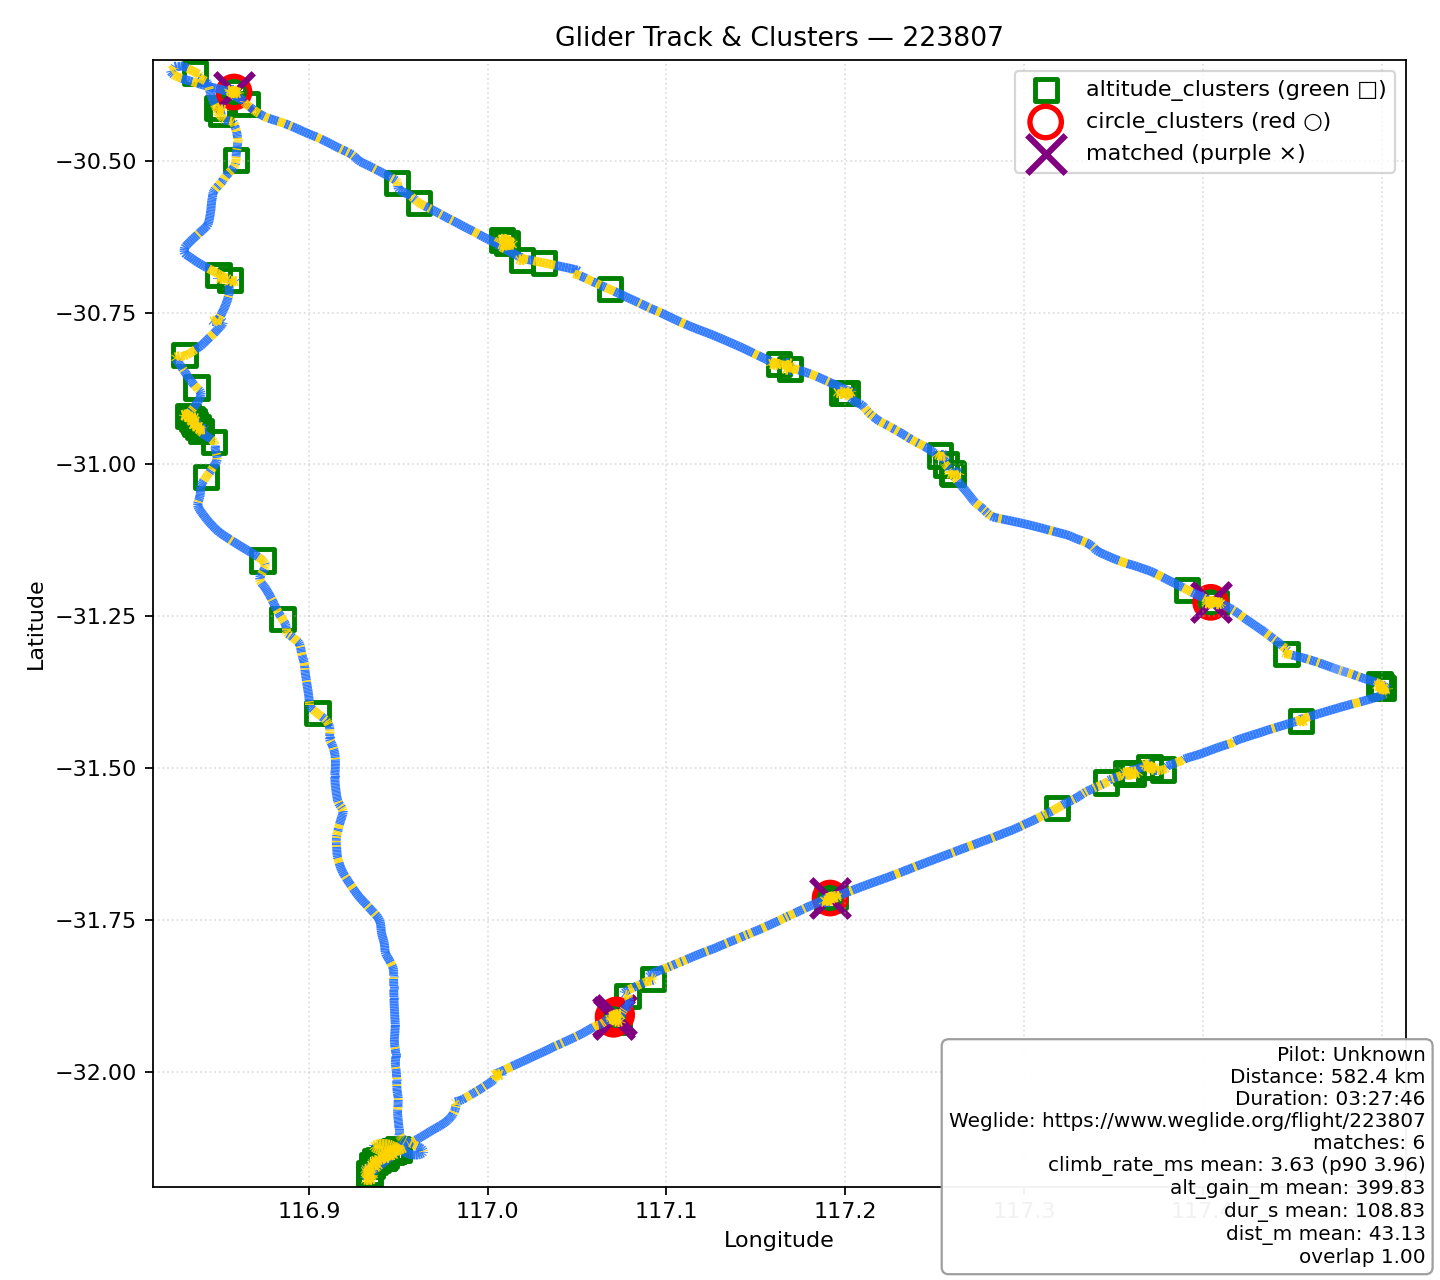 Glider Track & Clusters — 223807
altitude_clusters (green □)
circle_clusters (red ○)
matched (purple ×)
Latitude
−30.50
−30.75
−31.00
−31.25
−31.50
−31.75
−32.00
116.9
117.0
117.1
117.2
117.3
117.4
Longitude
Pilot: Unknown
Distance: 582.4 km
Duration: 03:27:46
Weglide: https://www.weglide.org/flight/223807
matches: 6
climb_rate_ms mean: 3.63 (p90 3.96)
alt_gain_m mean: 399.83
dur_s mean: 108.83
dist_m mean: 43.13
overlap 1.00